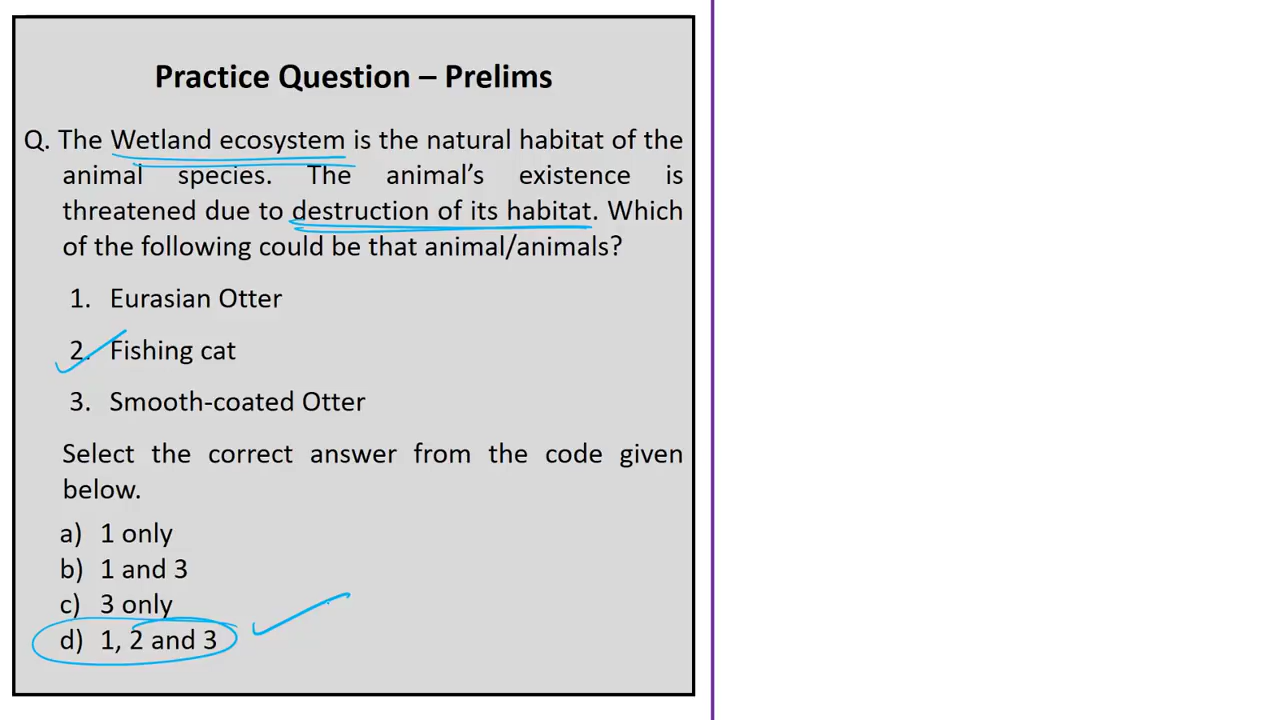 Practice Question – Prelims
Q. The Wetland ecosystem is the natural habitat of the
animal species. The animal’s existence is
threatened due to destruction of its habitat. Which
of the following could be that animal/animals?
1. Eurasian Otter
2. Fishing cat
3. Smooth-coated Otter
Select the correct answer from the code given
below.
a) 1 only
b) 1 and 3
c) 3 only
d) 1, 2 and 3